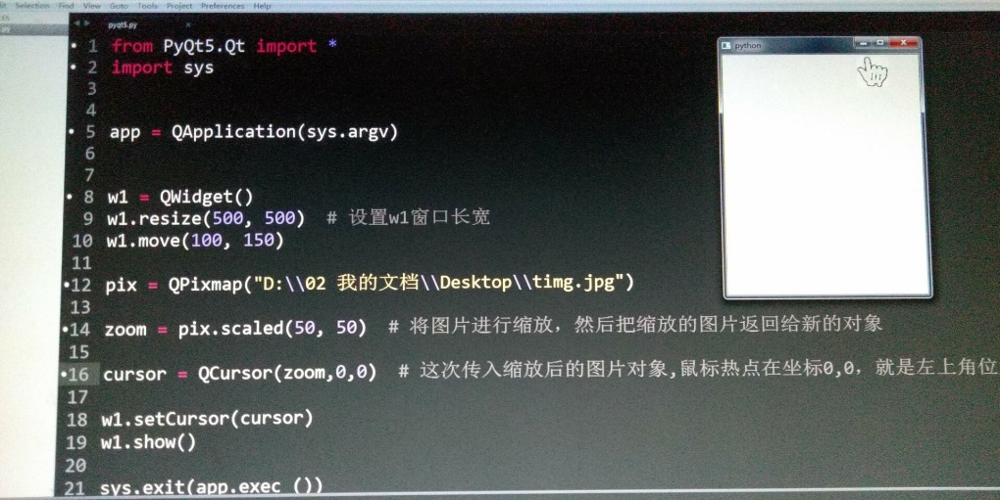 Selection Find View Goto Tools Project Preferences Help
pyqt5.py
1 from PyQt5.Qt import *
2 import sys
3
4
5 app = QApplication(sys.argv)
6
7
8 w1 = QWidget()
9 w1.resize(500, 500) # 设置w1窗口长宽
10 w1.move(100, 150)
11
12 pix = QPixmap("D:\\02 我的文档\\Desktop\\timg.jpg")
13
14 zoom = pix.scaled(50, 50) # 将图片进行缩放，然后把缩放的图片返回给新的对象
15
16 cursor = QCursor(zoom,0,0) # 这次传入缩放后的图片对象,鼠标热点在坐标0,0，就是左上角位
17
18 w1.setCursor(cursor)
19 w1.show()
20
21 sys.exit(app.exec_())
python